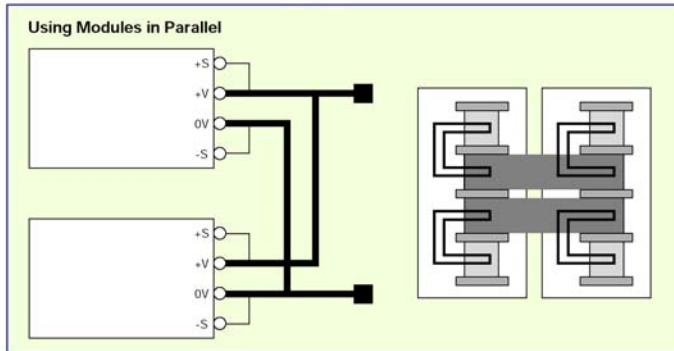 Using Modules in Parallel
+S
+V
0V
-S
+S
+V
0V
-S